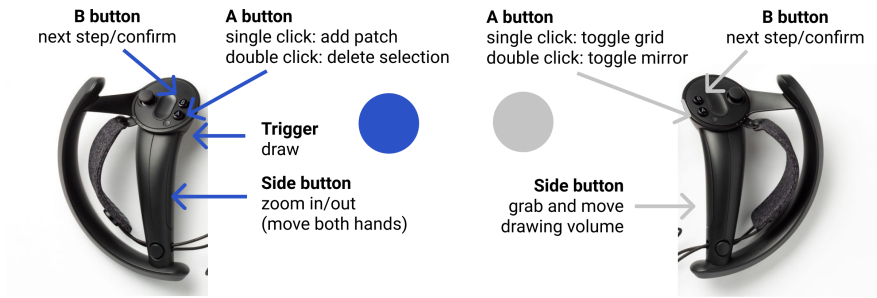 B button
next step/confirm
A button
single click: add patch
double click: delete selection
Trigger
draw
Side button
zoom in/out
(move both hands)
A button
single click: toggle grid
double click: toggle mirror
B button
next step/confirm
Side button
grab and move
drawing volume